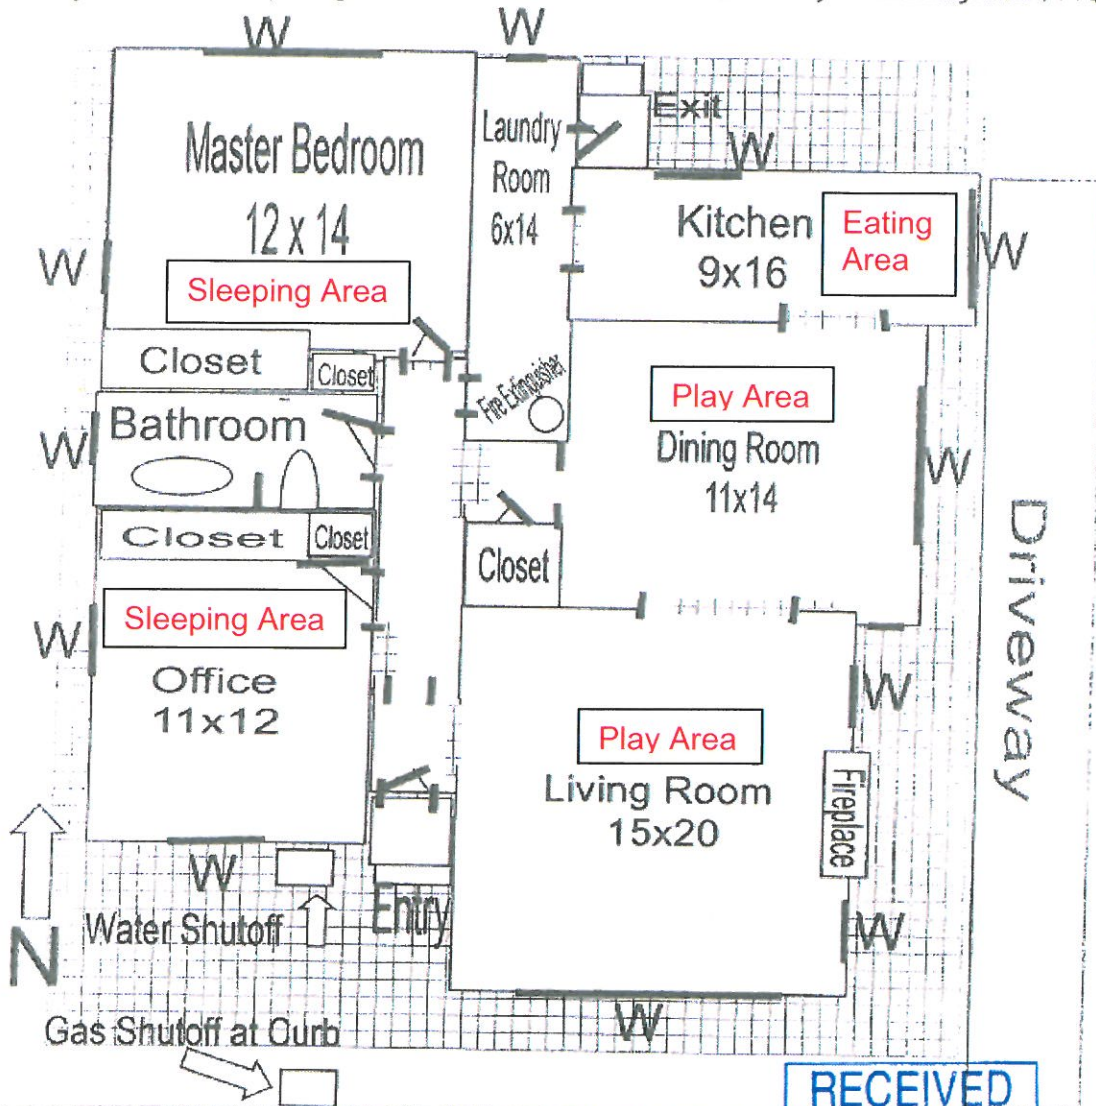 W
W
Exit
Laundry
Room
6x14
Master Bedroom
12 x 14
Sleeping Area
W
W
Kitchen
9x16
Eating
Area
W
Closet
Closet
Fire Extinguisher
Play Area
Dining Room
11x14
W
Bathroom
W
Closet
Closet
Closet
Driveway
Sleeping Area
Office
11x12
W
W
Play Area
Living Room
15x20
Fireplace
W
W
Water Shutoff
Entry
N
W
Gas Shutoff at Curb
RECEIVED